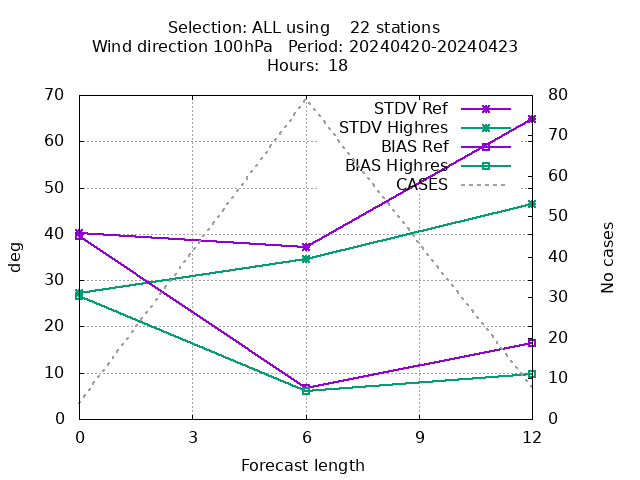 Selection: ALL using 22 stations
Wind direction 100hPa Period: 20240420-20240423
Hours: 18
70
60
50
40
30
20
10
0
80
70
60
50
40
30
20
10
0
STDV Ref
STDV Highres
BIAS Ref
BIAS Highres
CASES
deg
No cases
0 3 6 9 12
Forecast length